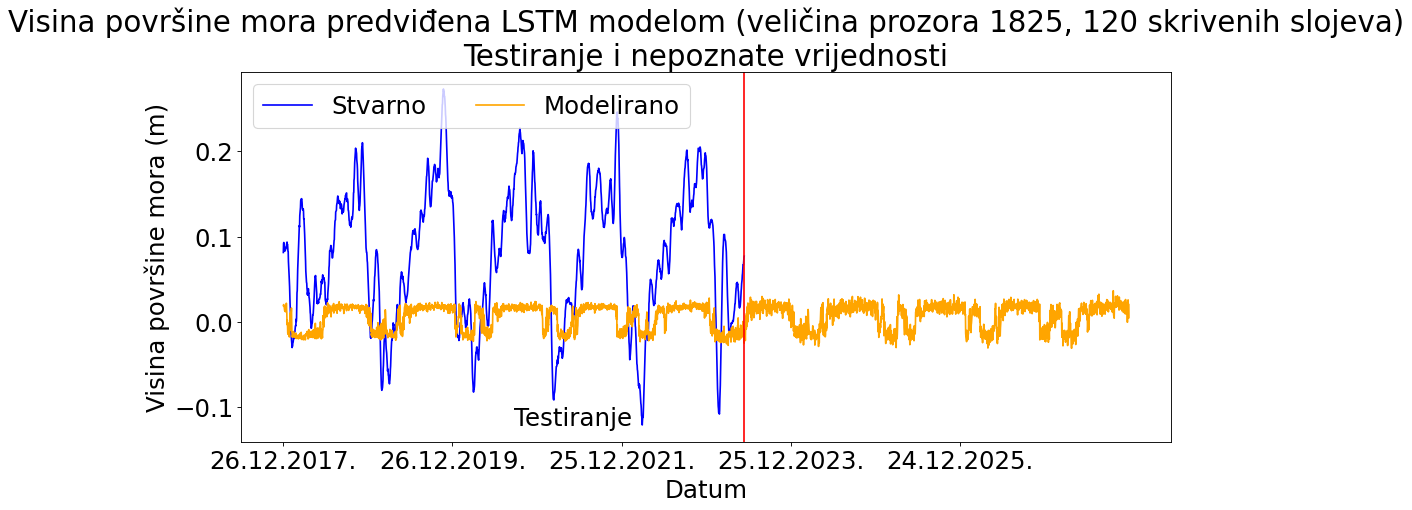 Visina površine mora predviđena LSTM modelom (veličina prozora 1825, 120 skrivenih slojeva)
Testiranje i nepoznate vrijednosti
Stvarno
Modelirano
Visina površine mora (m)
0.2
0.1
0.0
−0.1
Testiranje
26.12.2017.
26.12.2019.
25.12.2021.
25.12.2023.
24.12.2025.
Datum